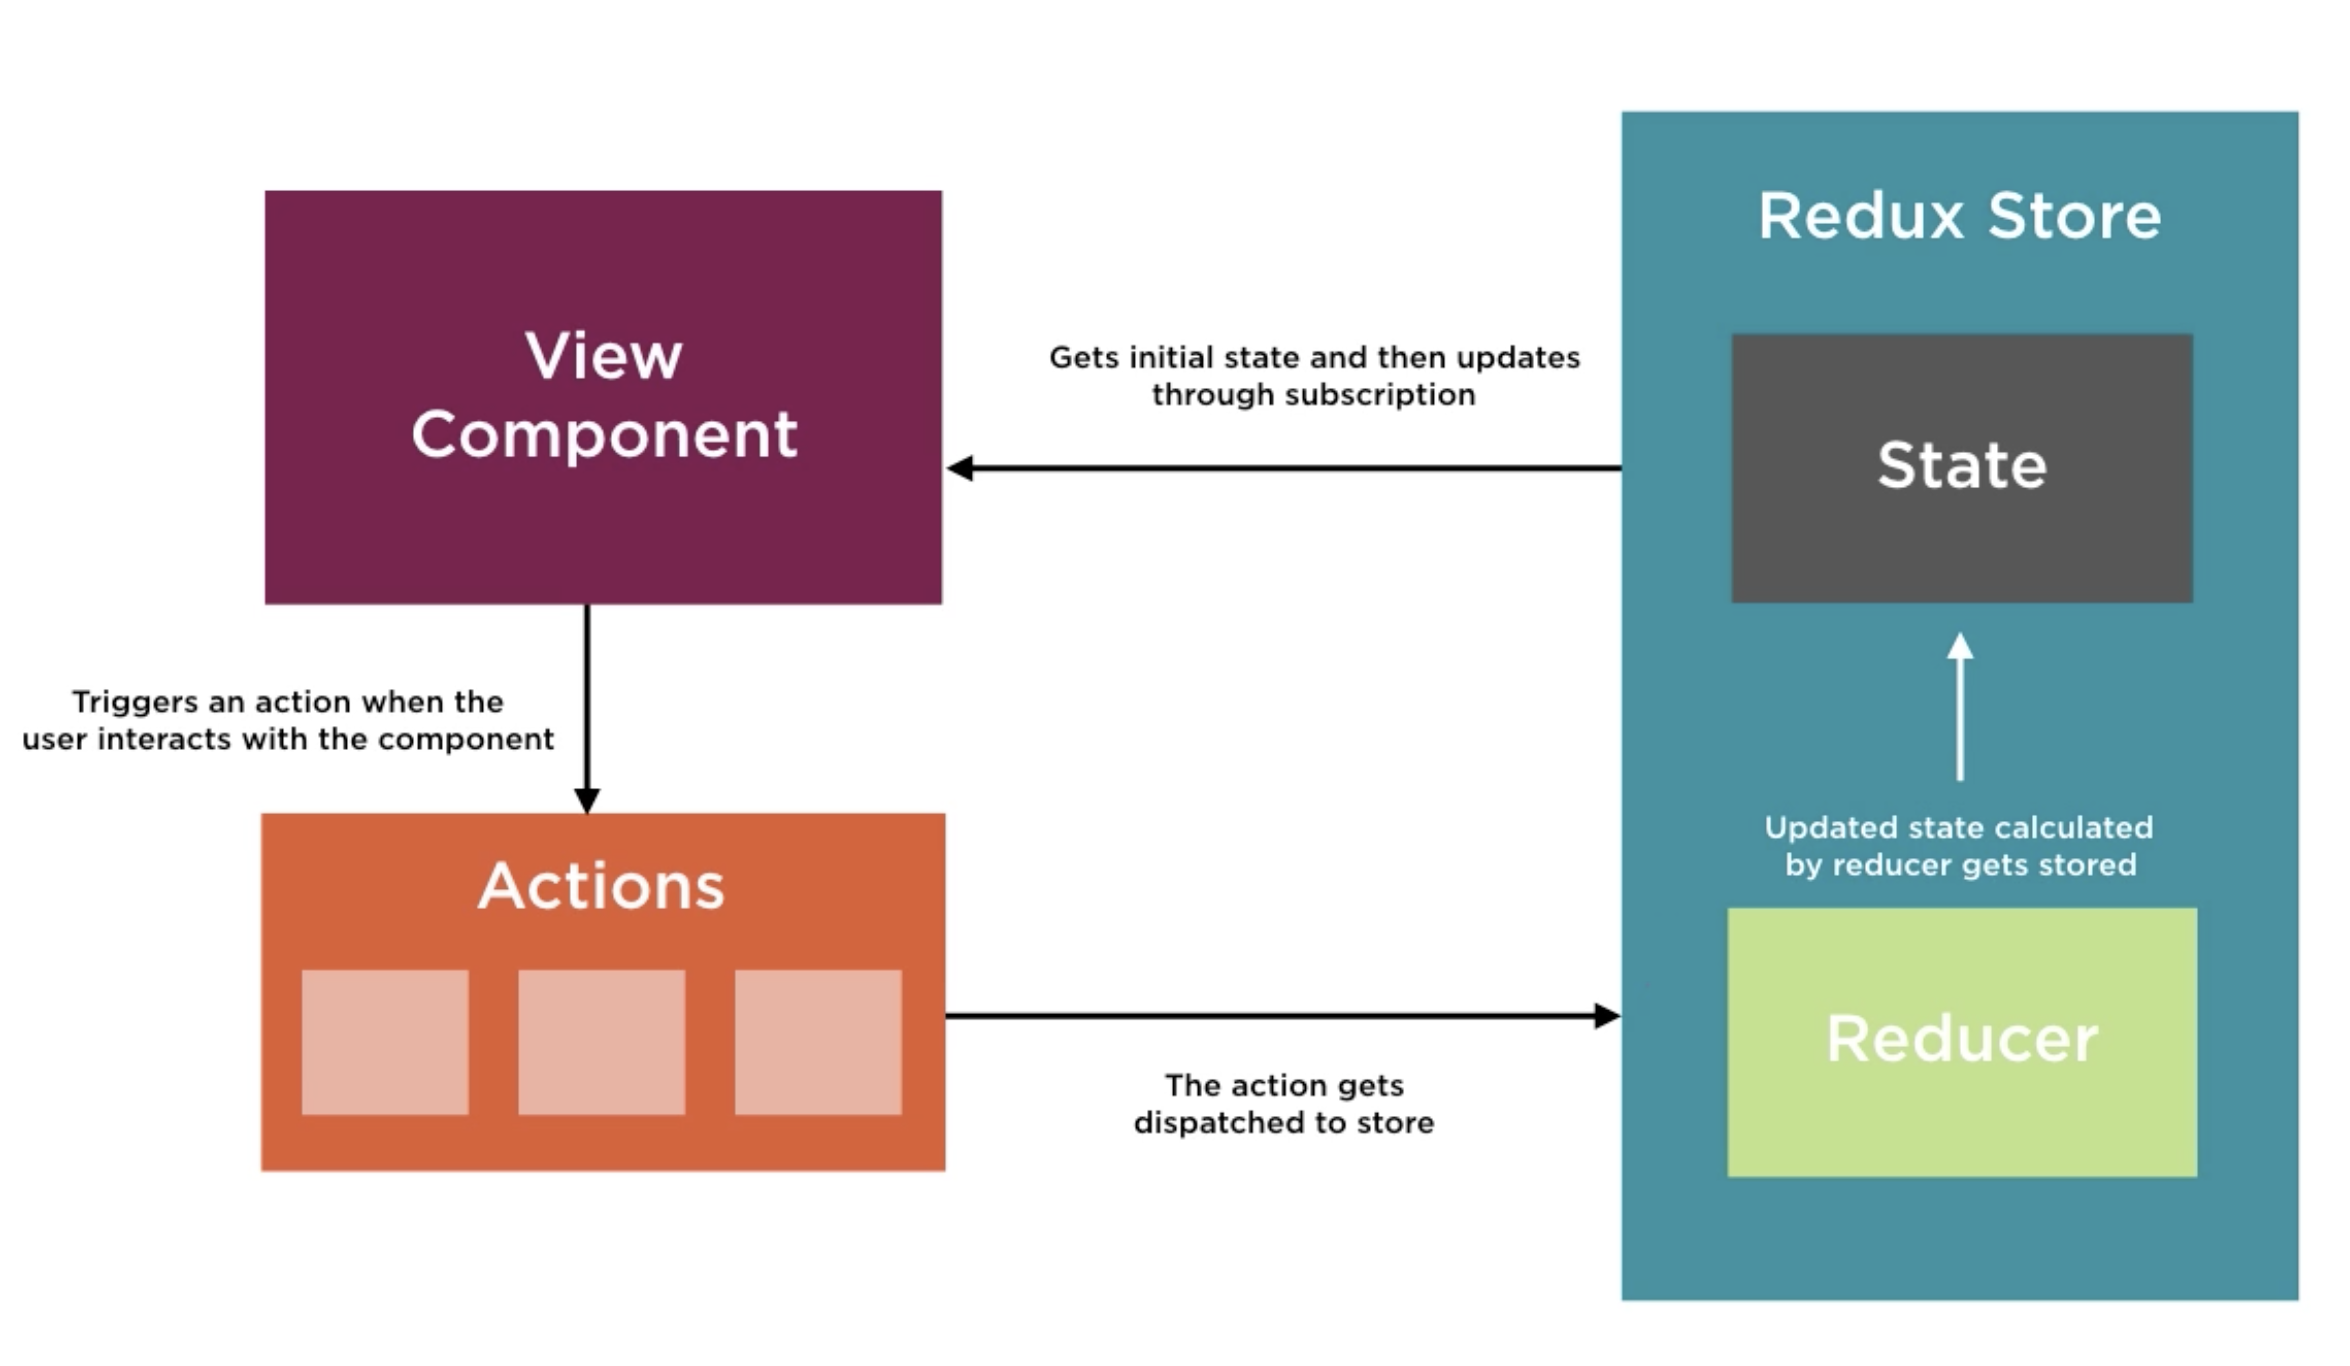 Redux Store
View
Component
Gets initial state and then updates
through subscription
State
Triggers an action when the
user interacts with the component
Updated state calculated
by reducer gets stored
Actions
Reducer
The action gets
dispatched to store